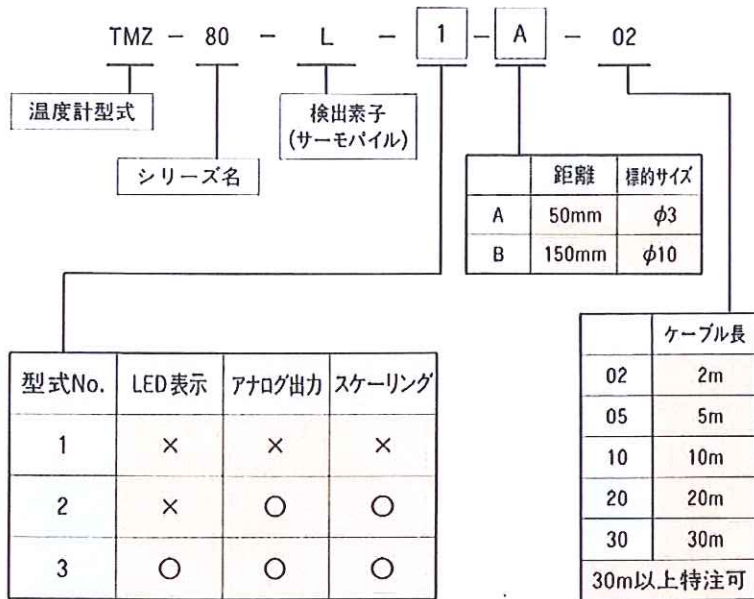 TMZ - 80 - L - 1 - A - 02
温度計型式
検出素子
(サーモパイル)
シリーズ名
距離 標的サイズ
A 50mm φ3
B 150mm φ10
型式No. LED表示 アナログ出力 スケーリング
1 × × ×
2 × ○ ○
3 ○ ○ ○
ケーブル長
02 2m
05 5m
10 10m
20 20m
30 30m
30m以上特注可